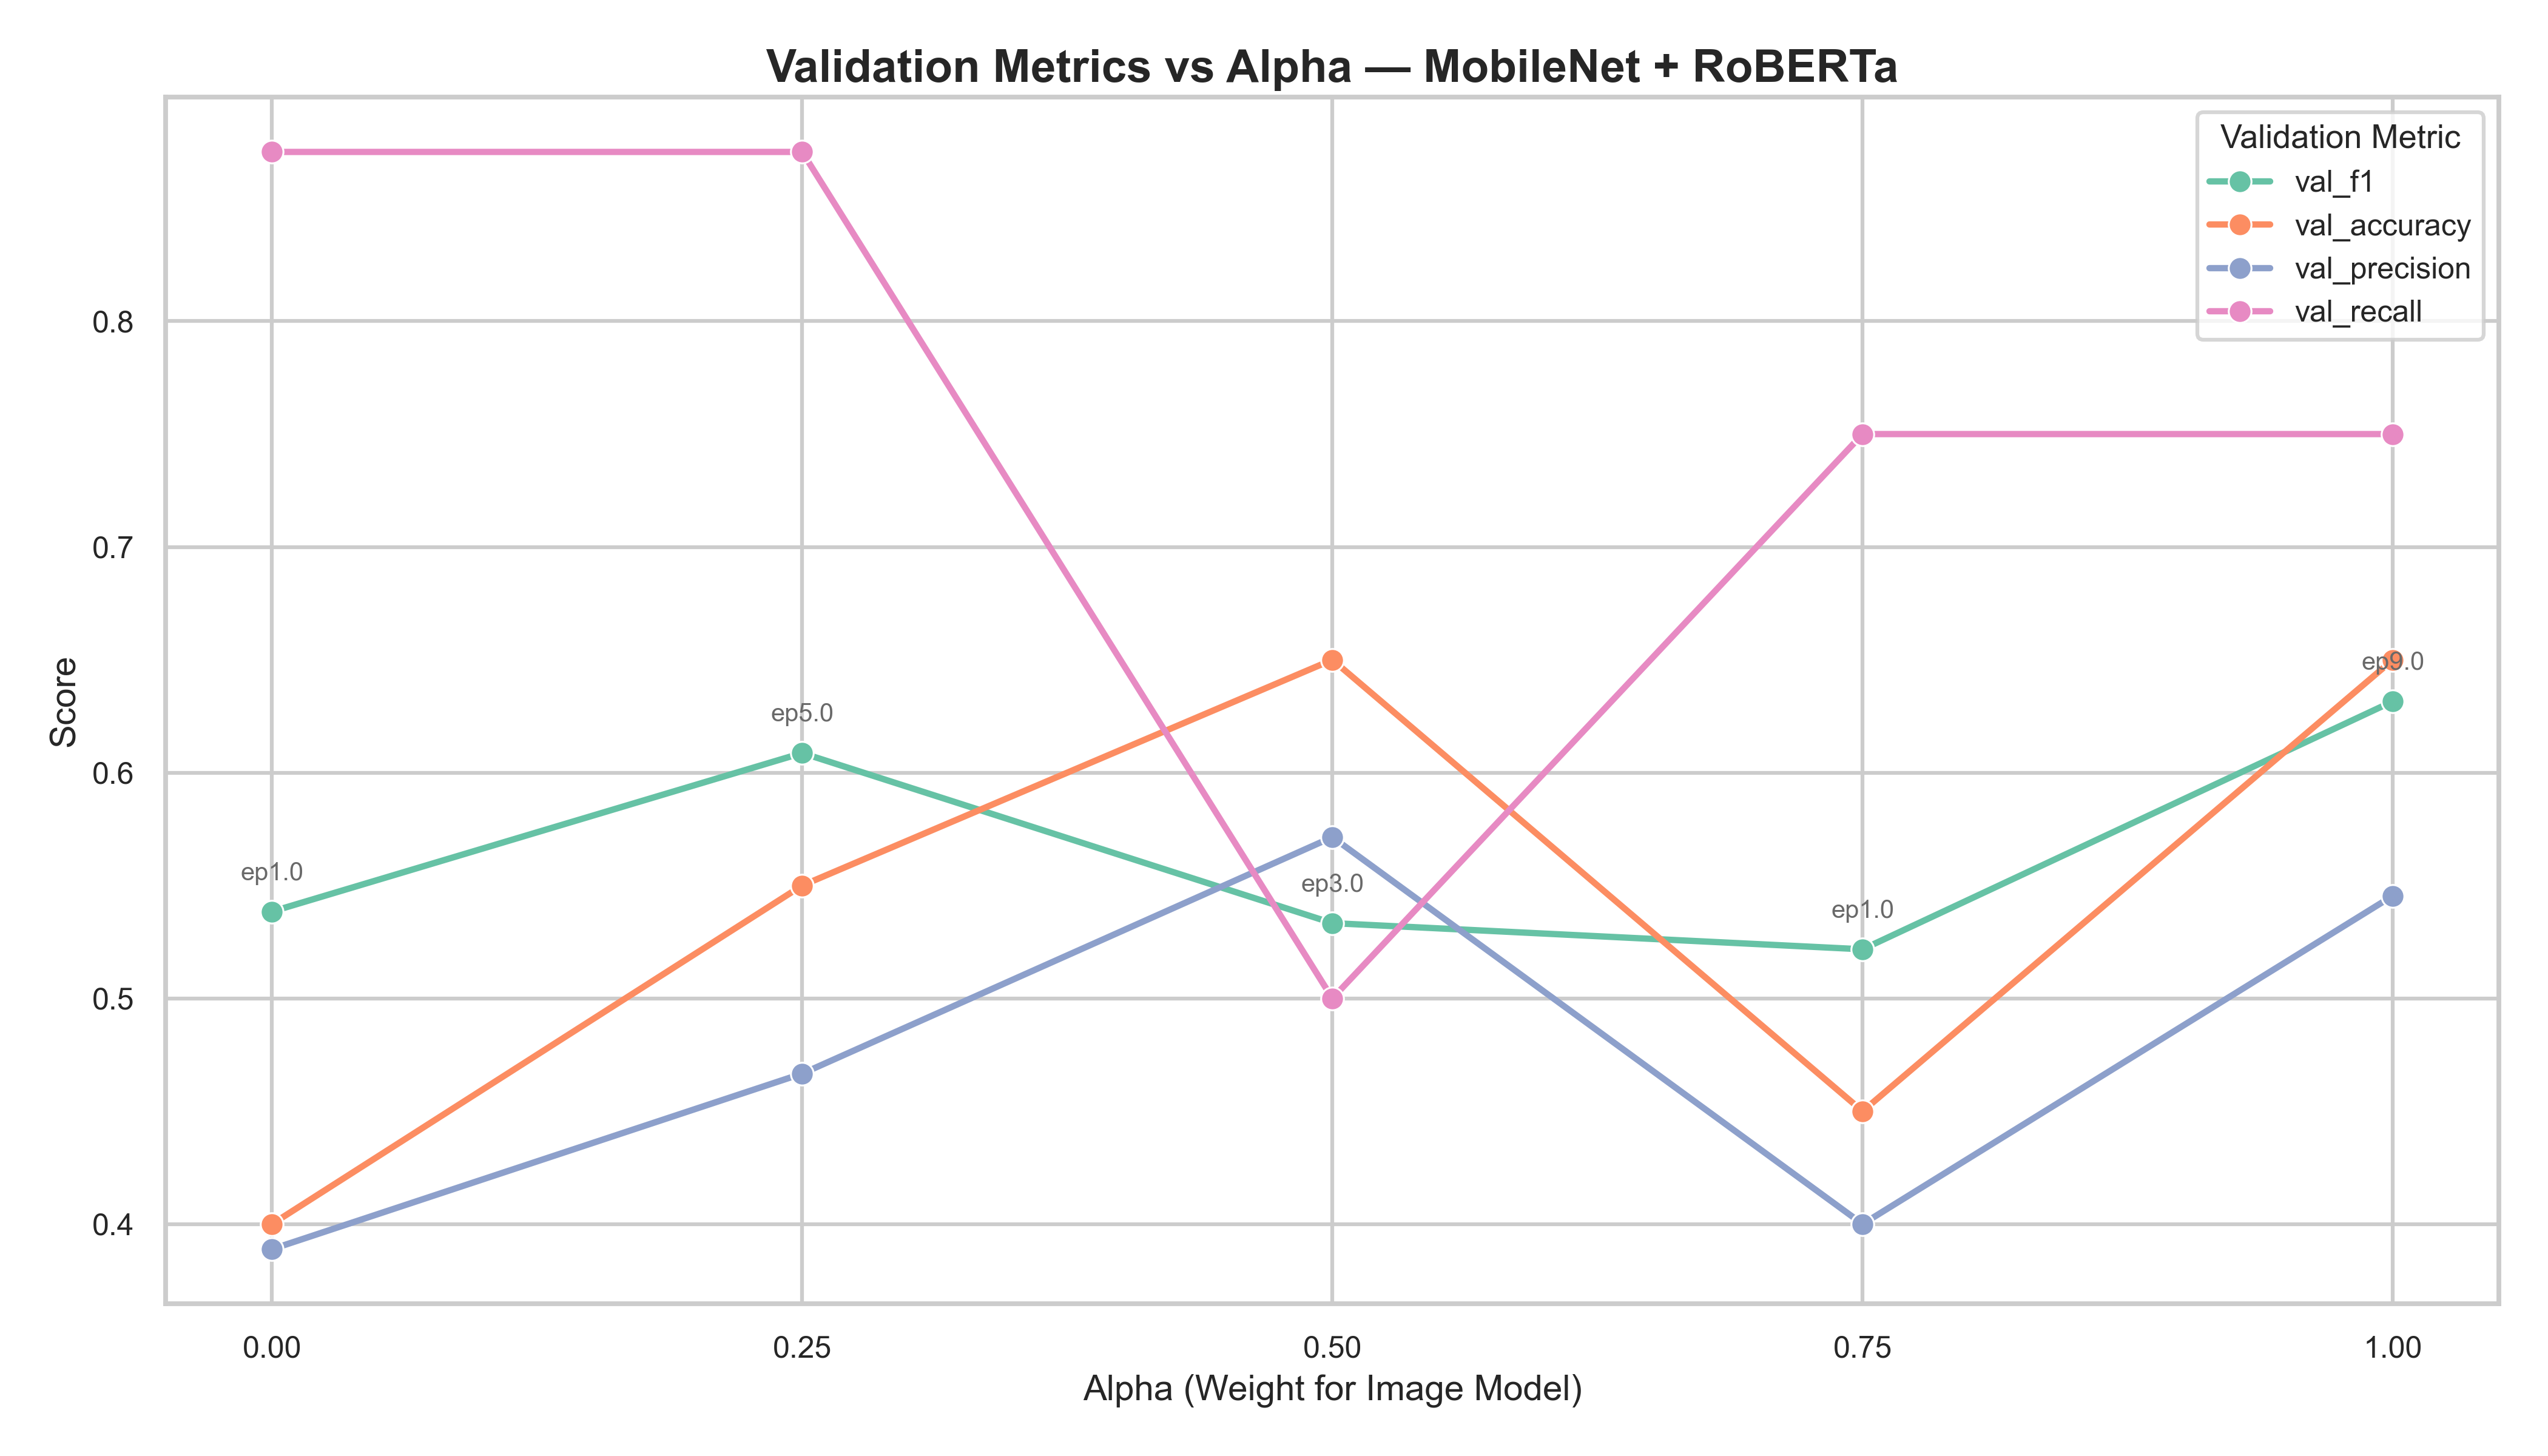 Validation Metrics vs Alpha — MobileNet + RoBERTa
Validation Metric
val_f1
val_accuracy
val_precision
val_recall
Score
0.8
0.7
0.6
0.5
0.4
ep1.0
ep5.0
ep3.0
ep1.0
ep9.0
0.00
0.25
0.50
0.75
1.00
Alpha (Weight for Image Model)